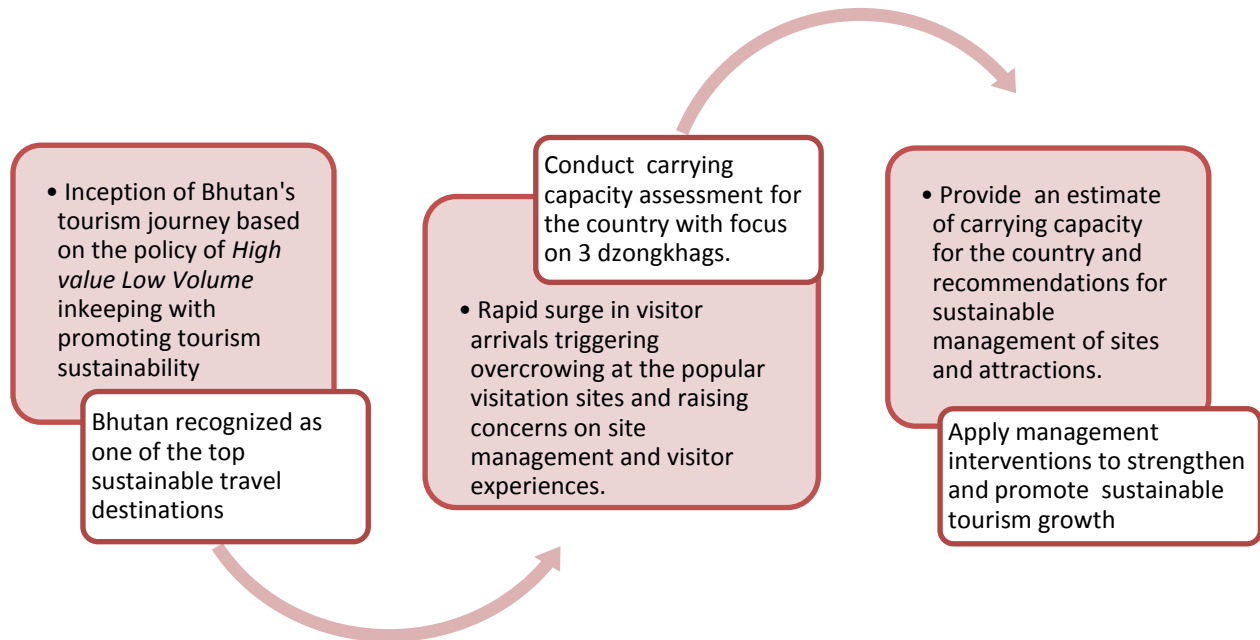 • Inception of Bhutan's
tourism journey based
on the policy of High
value Low Volume
inkeeping with
promoting tourism
sustainability
Bhutan recognized as
one of the top
sustainable travel
destinations
Conduct carrying
capacity assessment for
the country with focus
on 3 dzongkhags.
• Rapid surge in visitor
arrivals triggering
overcrowing at the popular
visitation sites and raising
concerns on site
management and visitor
experiences.
• Provide an estimate
of carrying capacity
for the country and
recommendations for
sustainable
management of sites
and attractions.
Apply management
interventions to strengthen
and promote sustainable
tourism growth